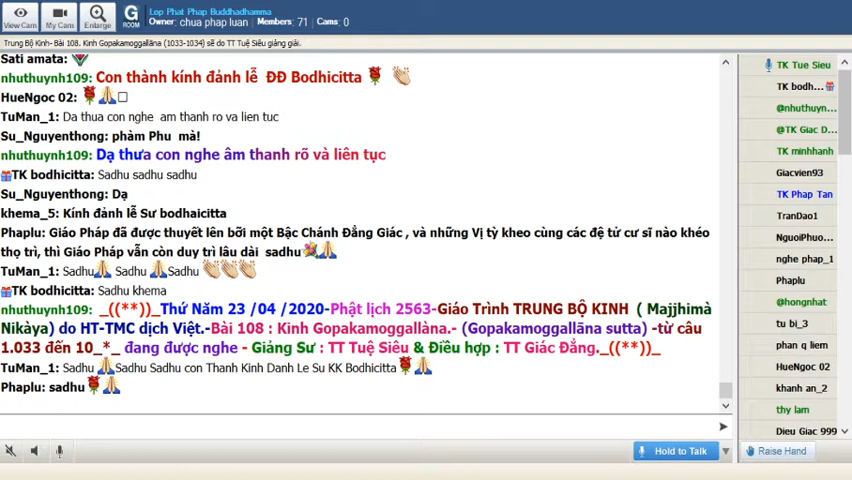 View Cam
My Cams
Enlarge
G
ROOM
Lop Phat Phap Buddhadhamma
Owner: chua phap luan Members: 71 Cams: 0
Trung Bộ Kinh- Bài 108. Kinh Gopakamoggallāna (1033-1034) sẽ do TT Tuệ Siêu giảng giải.
Sati amata:
nhuthuynh109: Con thành kính đảnh lễ ĐĐ Bodhicitta
HueNgoc 02:
TuMan_1: Da thua con nghe am thanh ro va lien tuc
Su_Nguyenthong: phàm Phu mà!
nhuthuynh109: Dạ thưa con nghe âm thanh rõ và liên tục
TK bodhicitta: Sadhu sadhu sadhu
Su_Nguyenthong: Dạ
khema_5: Kính đảnh lễ Sư bodhaicitta
Phaplu: Giáo Pháp đã được thuyết lên bỡi một Bậc Chánh Đẳng Giác , và những Vị tỳ kheo cùng các đệ tử cư sĩ nào khéo
thọ trì, thì Giáo Pháp vẫn còn duy trì lâu dài sadhu
TuMan_1: Sadhu Sadhu Sadhu
TK bodhicitta: Sadhu khema
nhuthuynh109: _((**))_Thứ Năm 23 /04 /2020-Phật lịch 2563-Giáo Trình TRUNG BỘ KINH ( Majjhimà
Nikàya) do HT-TMC dịch Việt.-Bài 108 : Kinh Gopakamoggallàna.- (Gopakamoggallāna sutta) -từ câu
1.033 đến 10_*_ đang được nghe - Giảng Sư : TT Tuệ Siêu & Điều hợp : TT Giác Đẳng._((**))_
TuMan_1: Sadhu Sadhu Sadhu con Thanh Kinh Danh Le Su KK Bodhicitta
Phaplu: sadhu
Hold to Talk
TK Tue Sieu
TK bodh...
@nhuthuyn...
@TK Giac D...
TK minhhanh
Giacvien93
TK Phap Tan
TranDao1
NguoiPhuo...
nghe phap_1
Phaplu
@hongnhat
tu bi_3
phan q liem
HueNgoc 02
khanh an_2
thy lam
Dieu Giac 999
Raise Hand